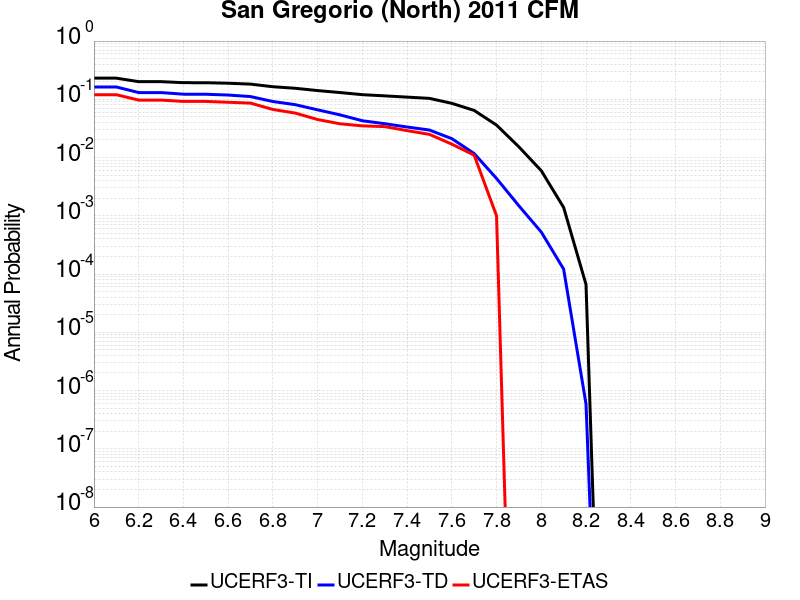 San Gregorio (North) 2011 CFM
Annual Probability
10^0
10^-1
10^-2
10^-3
10^-4
10^-5
10^-6
10^-7
10^-8
6 6.2 6.4 6.6 6.8 7 7.2 7.4 7.6 7.8 8 8.2 8.4 8.6 8.8 9
Magnitude
UCERF3-TI UCERF3-TD UCERF3-ETAS